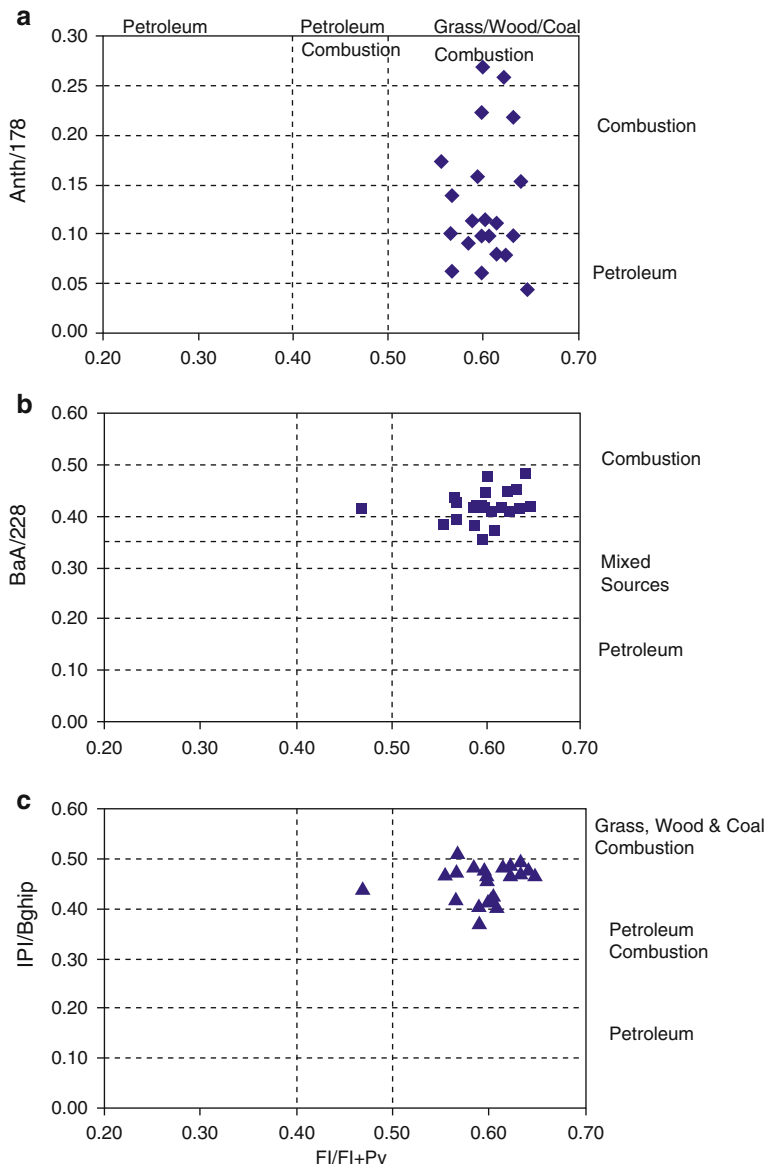 a
Petroleum
Petroleum
Combustion
Grass/Wood/Coal
Combustion
0.30
0.25
0.20
0.15
0.10
0.05
0.00
Anth/178
Combustion
Petroleum
0.20
0.30
0.40
0.50
0.60
0.70
b
0.60
0.50
0.40
0.30
0.20
0.10
0.00
BaA/228
Combustion
Mixed
Sources
Petroleum
0.20
0.30
0.40
0.50
0.60
0.70
c
0.60
0.50
0.40
0.30
0.20
0.10
0.00
IPI/Bghip
Grass, Wood & Coal
Combustion
Petroleum
Combustion
Petroleum
0.20
0.30
0.40
0.50
0.60
0.70
FI/FI+Py